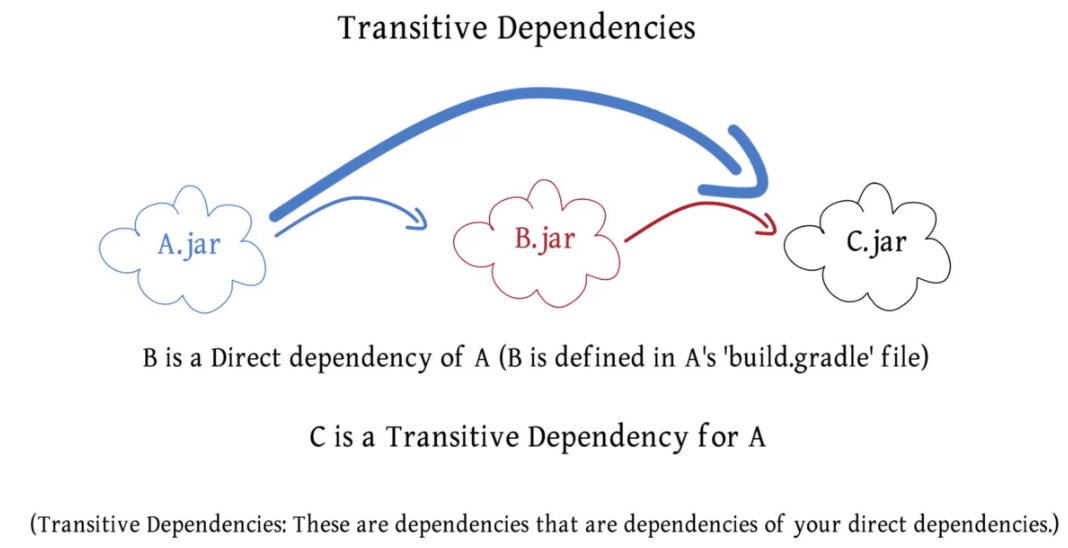 Transitive Dependencies
A.jar
B.jar
C.jar
B is a Direct dependency of A (B is defined in A's 'build.gradle' file)
C is a Transitive Dependency for A
(Transitive Dependencies: These are dependencies that are dependencies of your direct dependencies.)